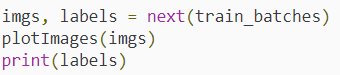 imgs, labels = next(train_batches)
plotImages(imgs)
print(labels)